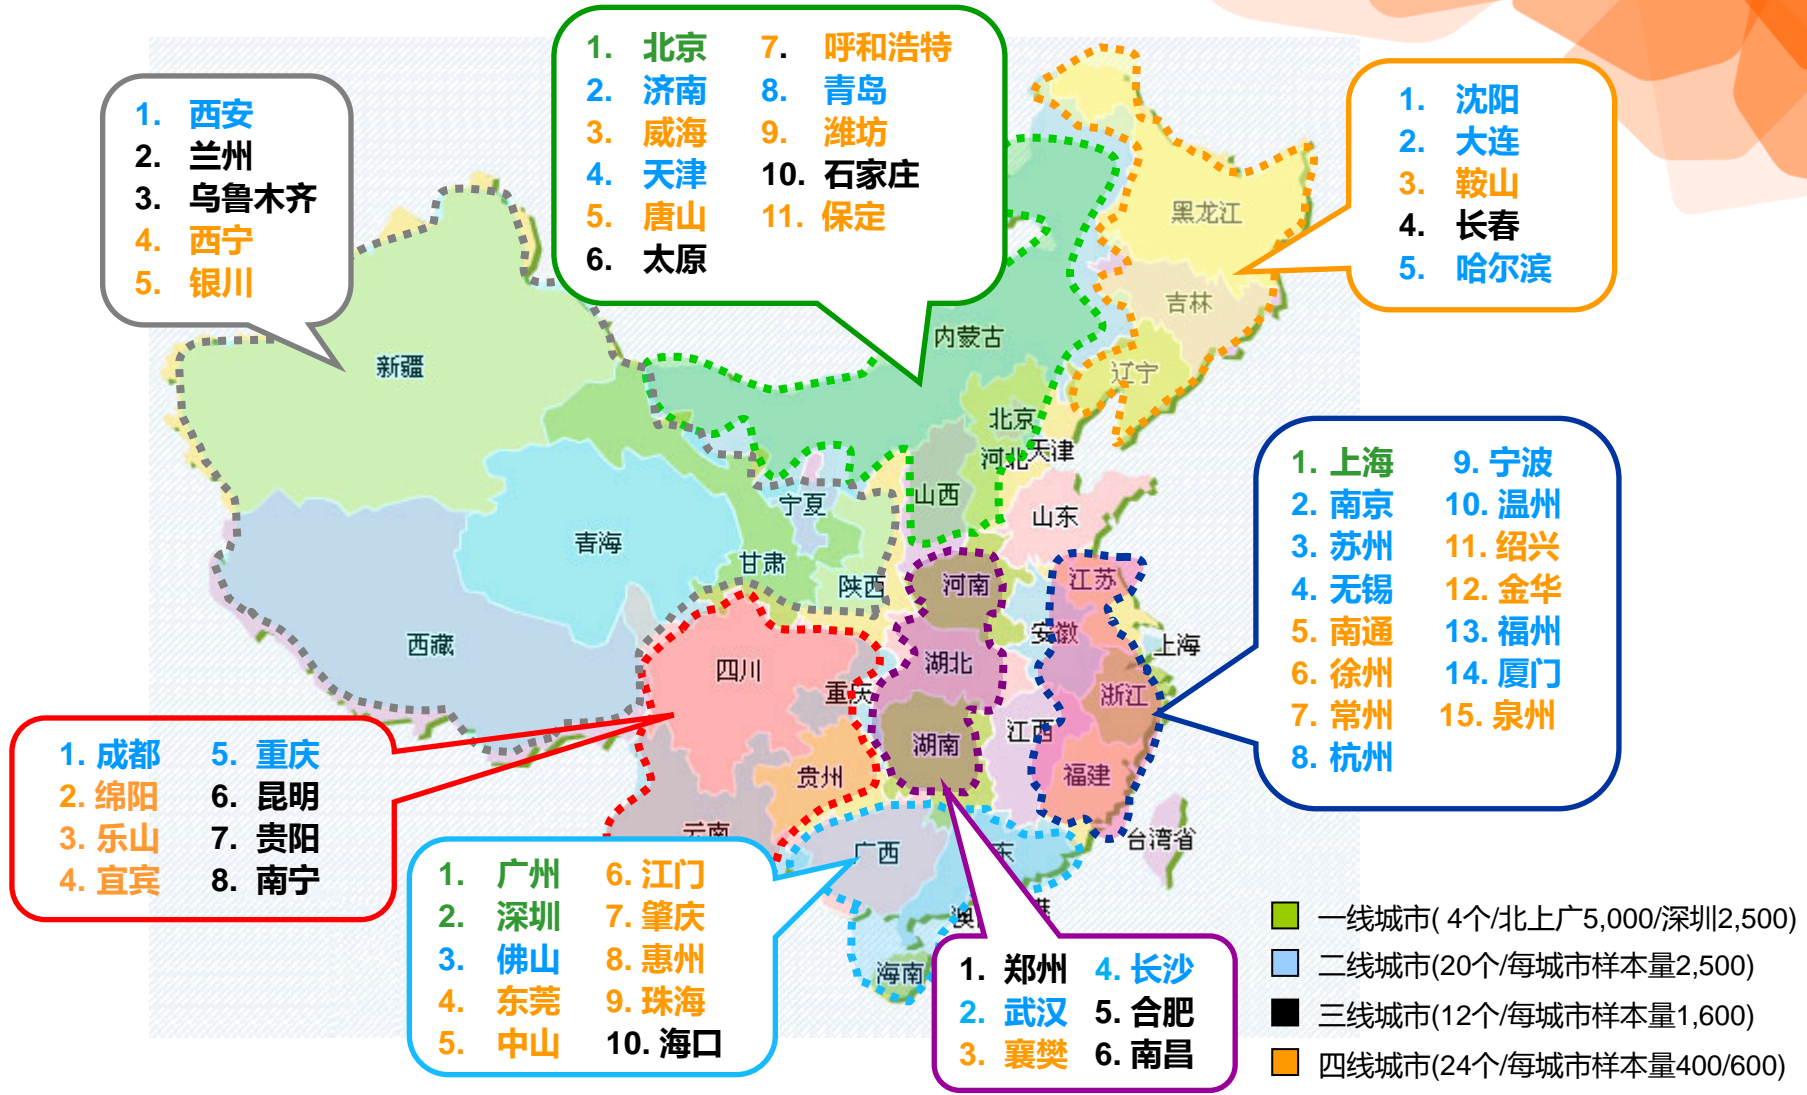 1. 北京
2. 济南
3. 威海
4. 天津
5. 唐山
6. 太原
7. 呼和浩特
8. 青岛
9. 潍坊
10. 石家庄
11. 保定
1. 西安
2. 兰州
3. 乌鲁木齐
4. 西宁
5. 银川
1. 沈阳
2. 大连
3. 鞍山
4. 长春
5. 哈尔滨
黑龙江
吉林
辽宁
内蒙古
新疆
北京
天津
河北
山西
山东
宁夏
青海
甘肃
陕西
河南
江苏
西藏
四川
重庆
湖北
安徽
上海
浙江
湖南
江西
贵州
福建
云南
广西
东
台湾省
海南
1. 上海
2. 南京
3. 苏州
4. 无锡
5. 南通
6. 徐州
7. 常州
8. 杭州
9. 宁波
10. 温州
11. 绍兴
12. 金华
13. 福州
14. 厦门
15. 泉州
1. 成都
2. 绵阳
3. 乐山
4. 宜宾
5. 重庆
6. 昆明
7. 贵阳
8. 南宁
1. 广州
2. 深圳
3. 佛山
4. 东莞
5. 中山
6. 江门
7. 肇庆
8. 惠州
9. 珠海
10. 海口
1. 郑州
2. 武汉
3. 襄樊
4. 长沙
5. 合肥
6. 南昌
一线城市( 4个/北上广5,000/深圳2,500)
二线城市(20个/每城市样本量2,500)
三线城市(12个/每城市样本量1,600)
四线城市(24个/每城市样本量400/600)